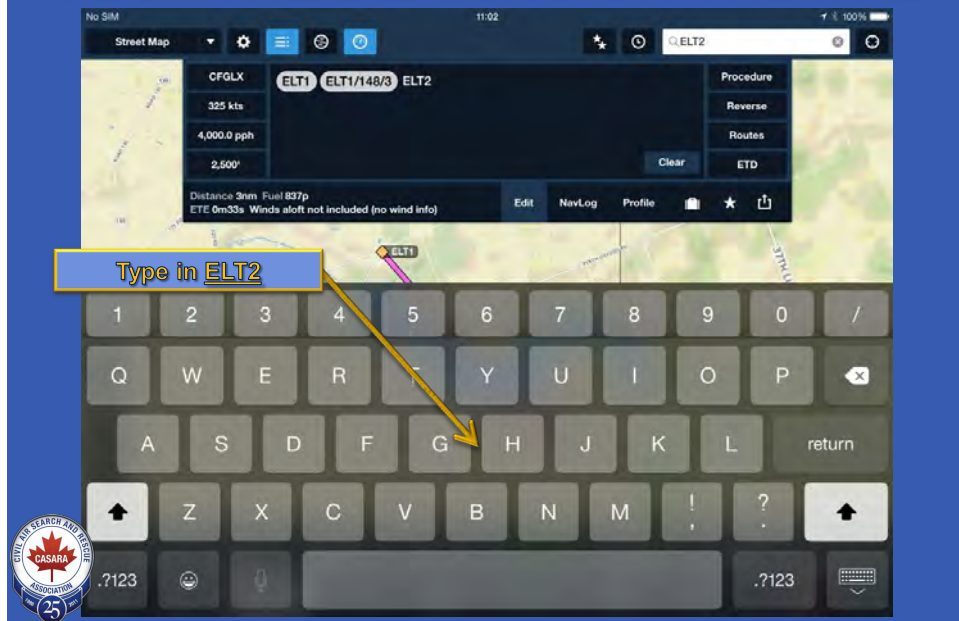 No SIM 11:02 100%
Street Map ELT2
CFGLX ELT1 ELT1/148/3 ELT2 Procedure
325 kts Reverse
4,000.0 pph Routes
2,500' Clear ETD
Distance 3nm Fuel 837p
ETE 0m33s Winds aloft not included (no wind info) Edit NavLog Profile
ELT1
37TH
Type in ELT2
1 2 3 4 5 6 7 8 9 0 /
Q W E R T Y U I O P
A S D F G H J K L return
Z X C V B N M ! , ? .
.?123 .?123
CIVIL AIR SEARCH AND RESCUE
CASARA
ASSOCIATION
25